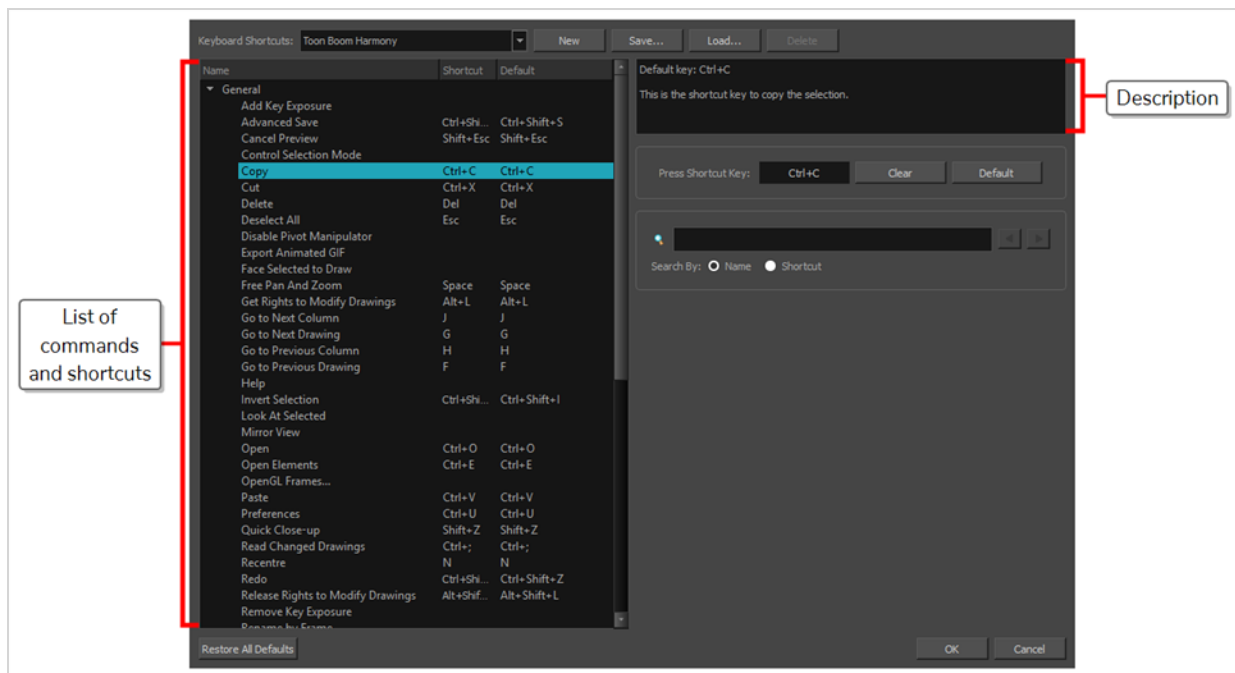 Keyboard Shortcuts: Toon Boom Harmony New Save... Load... Delete
Name Shortcut Default
General
Add Key Exposure
Advanced Save Ctrl+Shi... Ctrl+Shift+S
Cancel Preview Shift+Esc Shift+Esc
Control Selection Mode
Copy Ctrl+C Ctrl+C
Cut Ctrl+X Ctrl+X
Delete Del Del
Deselect All Esc Esc
Disable Pivot Manipulator
Export Animated GIF
Face Selected to Draw
Free Pan And Zoom Space Space
Get Rights to Modify Drawings Alt+L Alt+L
Go to Next Column J J
Go to Next Drawing G G
Go to Previous Column H H
Go to Previous Drawing F F
Help
Invert Selection Ctrl+Shi... Ctrl+Shift+I
Look At Selected
Mirror View
Open Ctrl+O Ctrl+O
Open Elements Ctrl+E Ctrl+E
OpenGL Frames...
Paste Ctrl+V Ctrl+V
Preferences Ctrl+U Ctrl+U
Quick Close-up Shift+Z Shift+Z
Read Changed Drawings Ctrl+; Ctrl+;
Recentre N N
Redo Ctrl+Shi... Ctrl+Shift+Z
Release Rights to Modify Drawings Alt+Shif... Alt+Shift+L
Remove Key Exposure
Rename by Frame
Default key: Ctrl+C
This is the shortcut key to copy the selection.
Press Shortcut Key: Ctrl+C Clear Default
Search By: Name Shortcut
Restore All Defaults OK Cancel
List of
commands
and shortcuts
Description